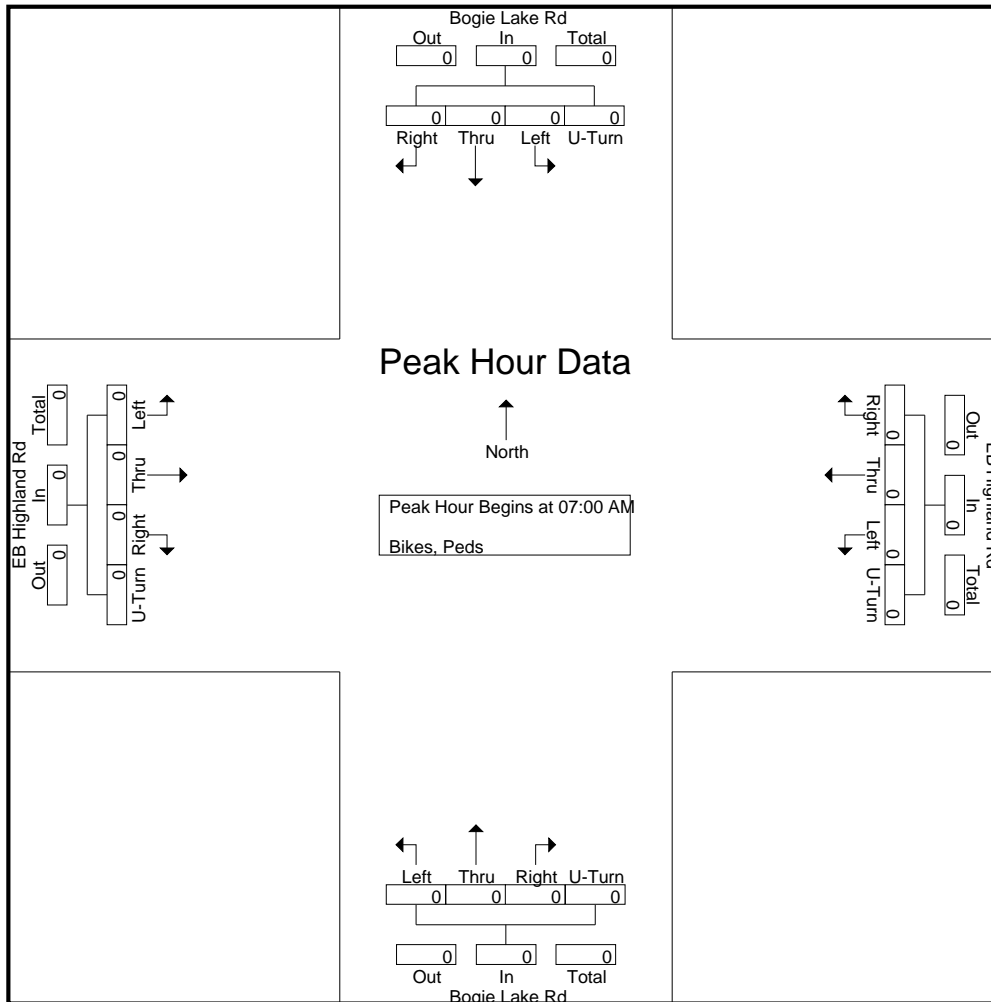 Bogie Lake Rd
Out In Total
0 0 0
0 0 0 0
Right Thru Left U-Turn
Peak Hour Data
North
Peak Hour Begins at 07:00 AM
Bikes, Peds
EB Highland Rd
Total In Out
0 0 0
0 0 0 0
Left Thru Right U-Turn
EB Highland Rd
Out In Total
0 0 0
0 0 0 0
Right Thru Left U-Turn
Left Thru Right U-Turn
0 0 0 0
0 0 0
Out In Total
Bogie Lake Rd